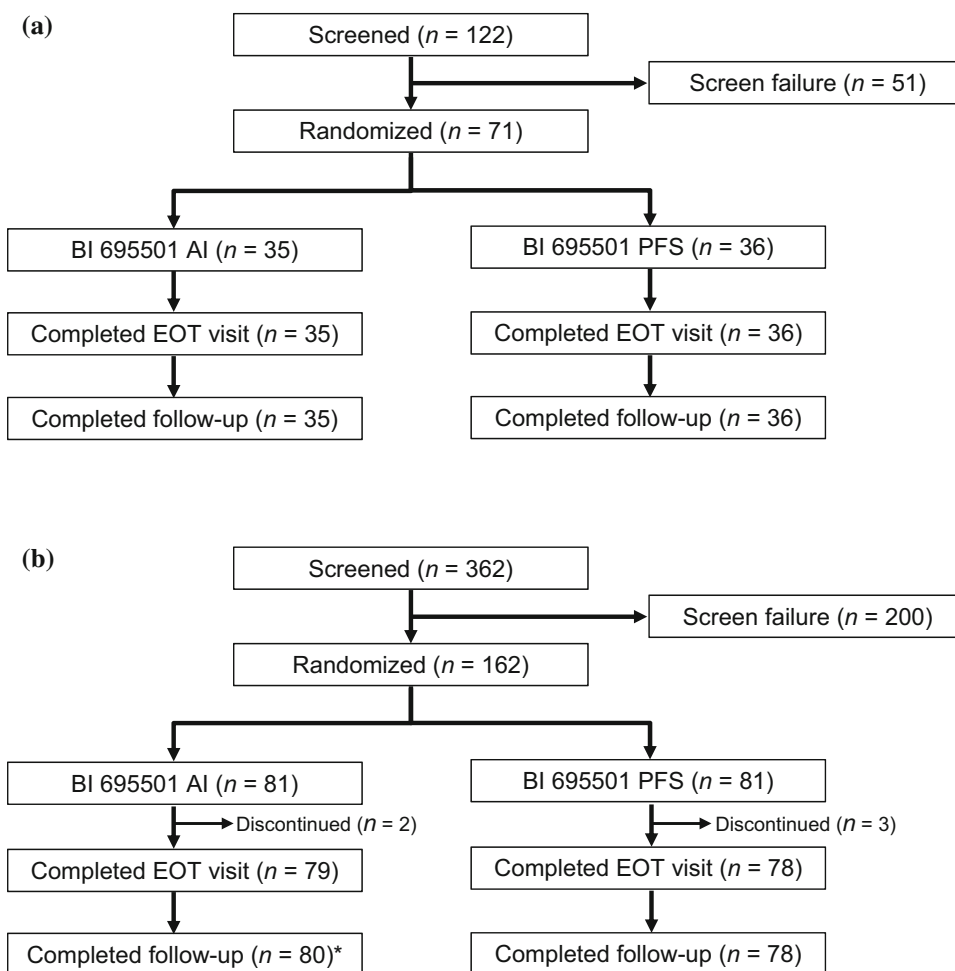 (a)
Screened (n = 122)
Screen failure (n = 51)
Randomized (n = 71)
BI 695501 AI (n = 35)
BI 695501 PFS (n = 36)
Completed EOT visit (n = 35)
Completed EOT visit (n = 36)
Completed follow-up (n = 35)
Completed follow-up (n = 36)
(b)
Screened (n = 362)
Screen failure (n = 200)
Randomized (n = 162)
BI 695501 AI (n = 81)
BI 695501 PFS (n = 81)
Discontinued (n = 2)
Discontinued (n = 3)
Completed EOT visit (n = 79)
Completed EOT visit (n = 78)
Completed follow-up (n = 80)*
Completed follow-up (n = 78)